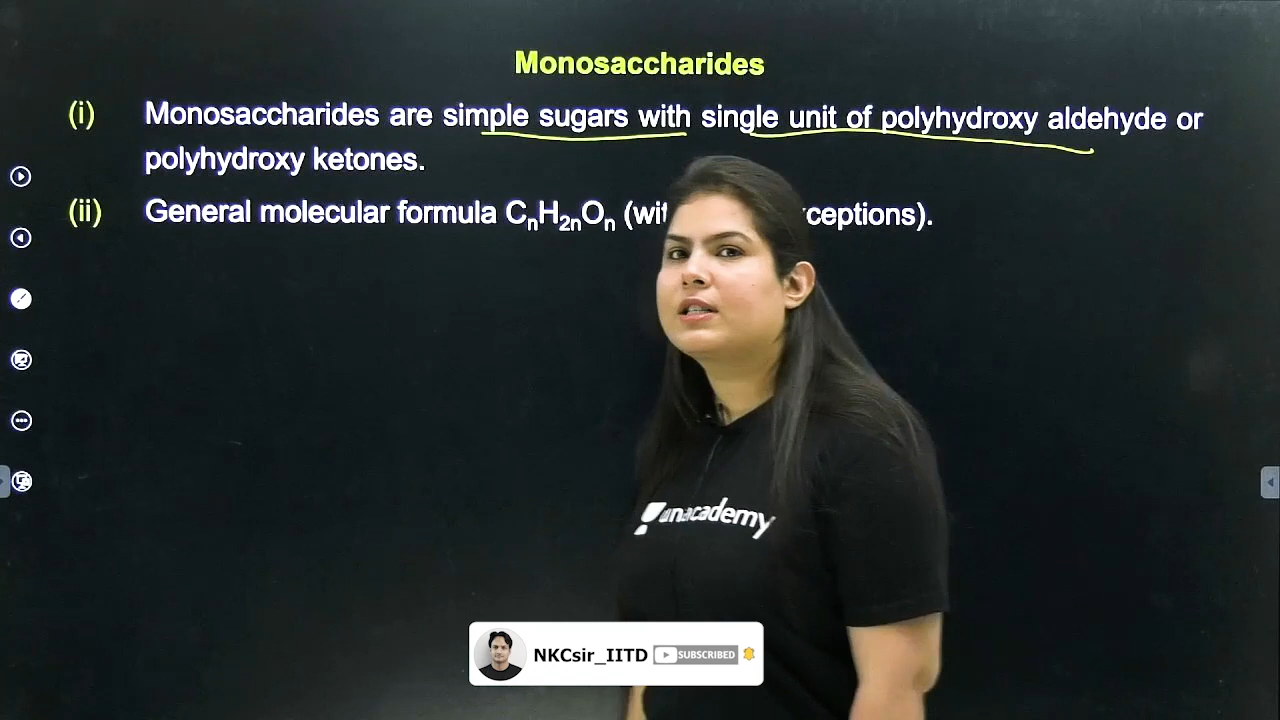 Monosaccharides
(i) Monosaccharides are simple sugars with single unit of polyhydroxy aldehyde or
polyhydroxy ketones.
(ii) General molecular formula CnH2nOn (wit ceptions).
unacademy
NKCsir_IITD SUBSCRIBED